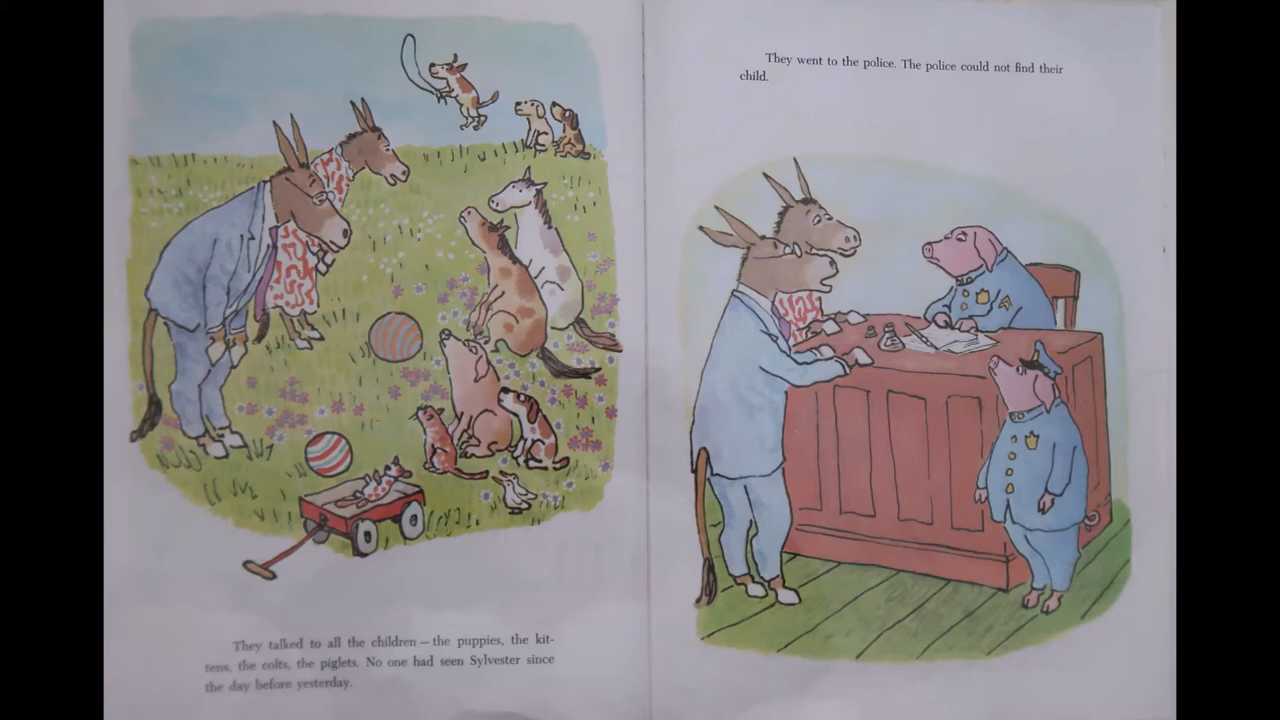 They talked to all the children – the puppies, the kit-
tens, the colts, the piglets. No one had seen Sylvester since
the day before yesterday.
They went to the police. The police could not find their
child.